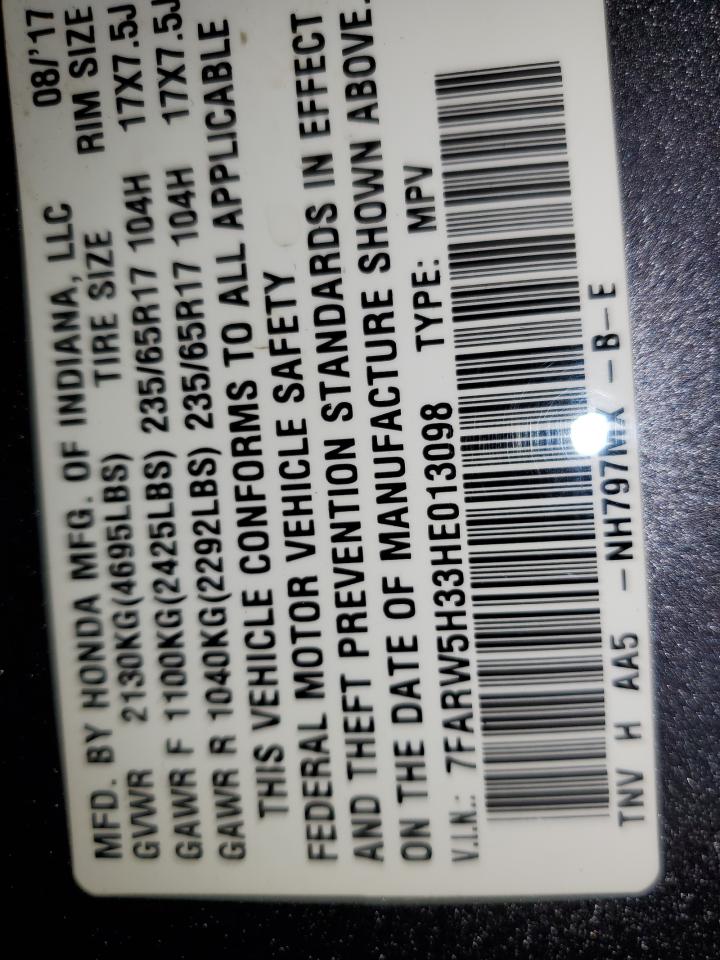 MFD. BY HONDA MFG. OF INDIANA, LLC 08/'17
TIRE SIZE RIM SIZE
GVWR 2130KG(4695LBS)
GAWR F 1100KG(2425LBS) 235/65R17 104H 17X7.5J
GAWR R 1040KG(2292LBS) 235/65R17 104H 17X7.5J
THIS VEHICLE CONFORMS TO ALL APPLICABLE
FEDERAL MOTOR VEHICLE SAFETY
AND THEFT PREVENTION STANDARDS IN EFFECT
ON THE DATE OF MANUFACTURE SHOWN ABOVE.
V.I.N.: 7FARW5H33HE013098 TYPE: MPV
TNV H AA5 -NH797MX -B-E